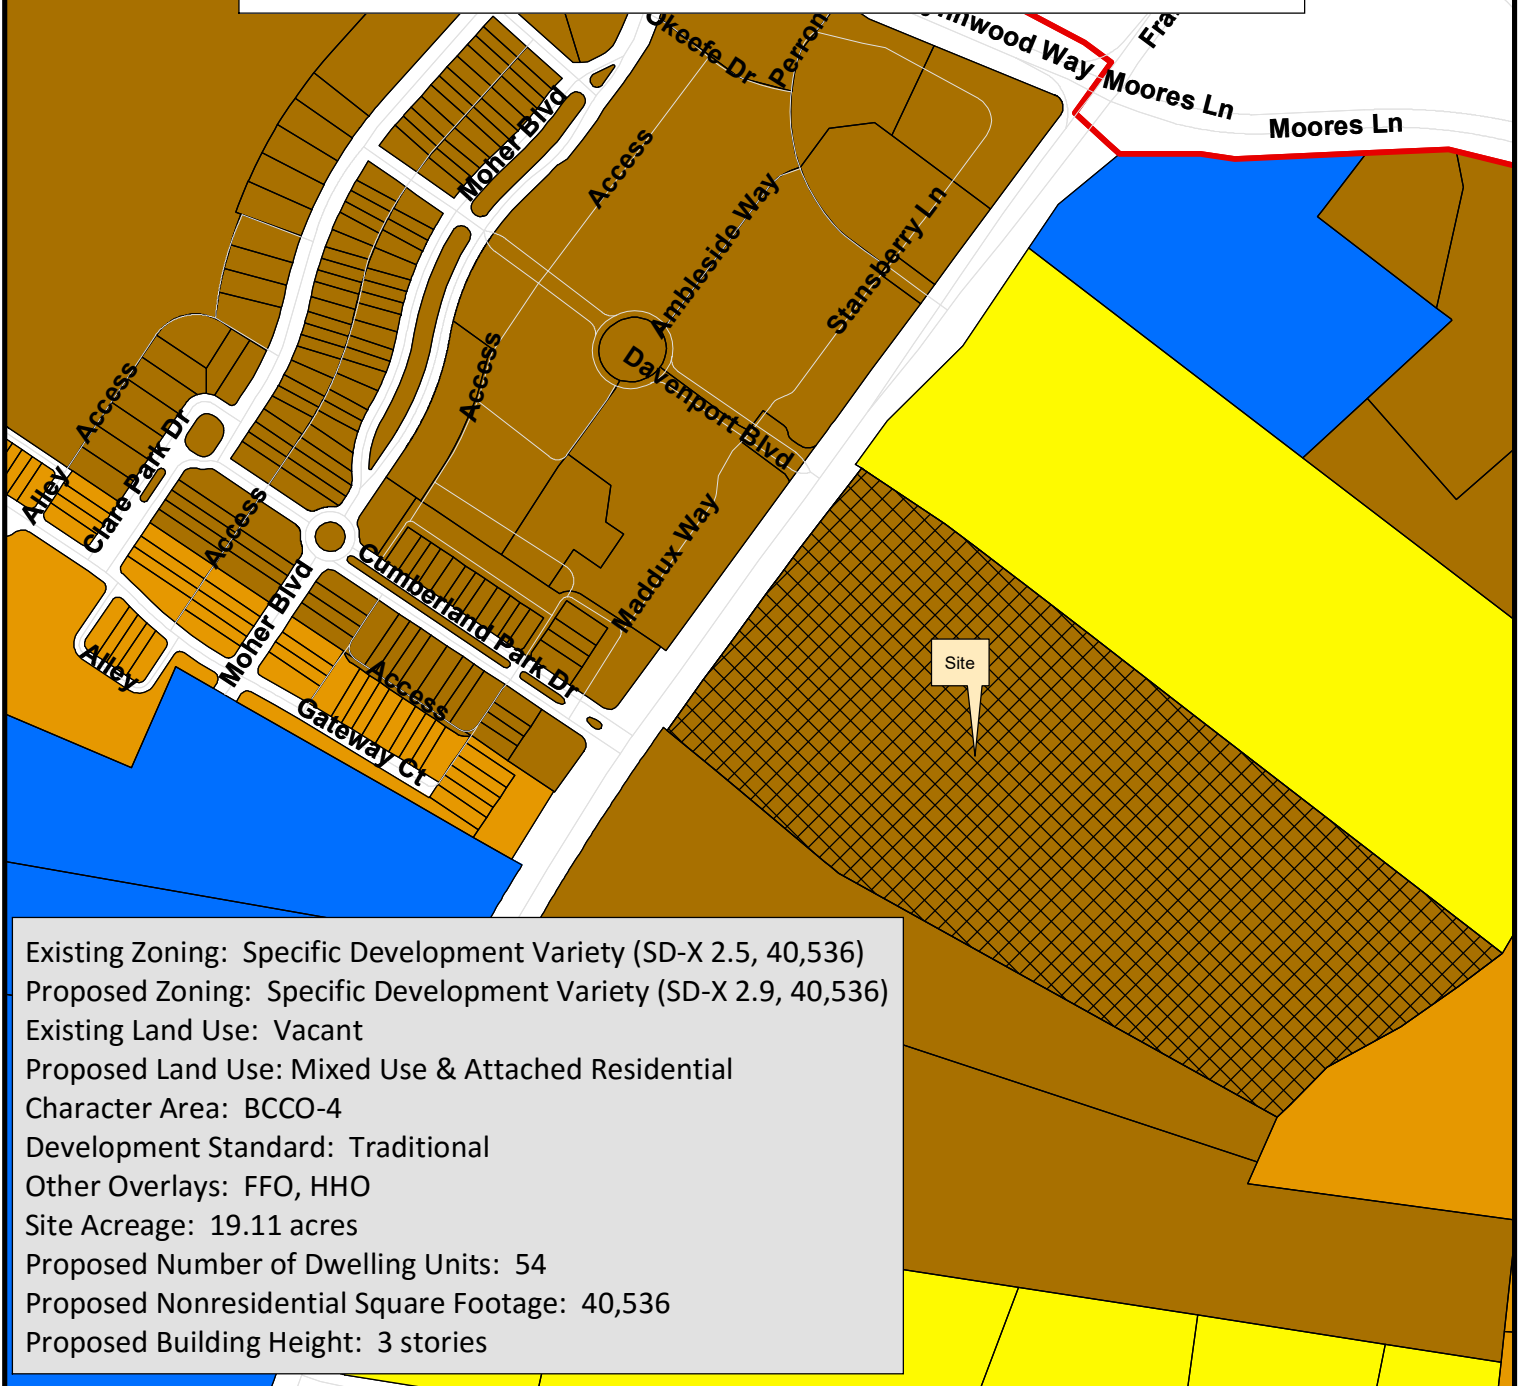 Okeefe Dr
Perron
Way
Moores Ln
Moores Ln
Moher Blvd
Access
Ambleside Way
Stansberry Ln
Access
Davenport Blvd
Access
Clare Park Dr
Alley
Access
Cumberland Park Dr
Maddux Way
Moher Blvd
Alley
Access
Gateway Ct
Site
Existing Zoning:  Specific Development Variety (SD-X 2.5, 40,536)
Proposed Zoning:  Specific Development Variety (SD-X 2.9, 40,536)
Existing Land Use:  Vacant
Proposed Land Use: Mixed Use & Attached Residential
Character Area:  BCCO-4
Development Standard:  Traditional
Other Overlays:  FFO, HHO
Site Acreage:  19.11 acres
Proposed Number of Dwelling Units:  54
Proposed Nonresidential Square Footage:  40,536
Proposed Building Height:  3 stories